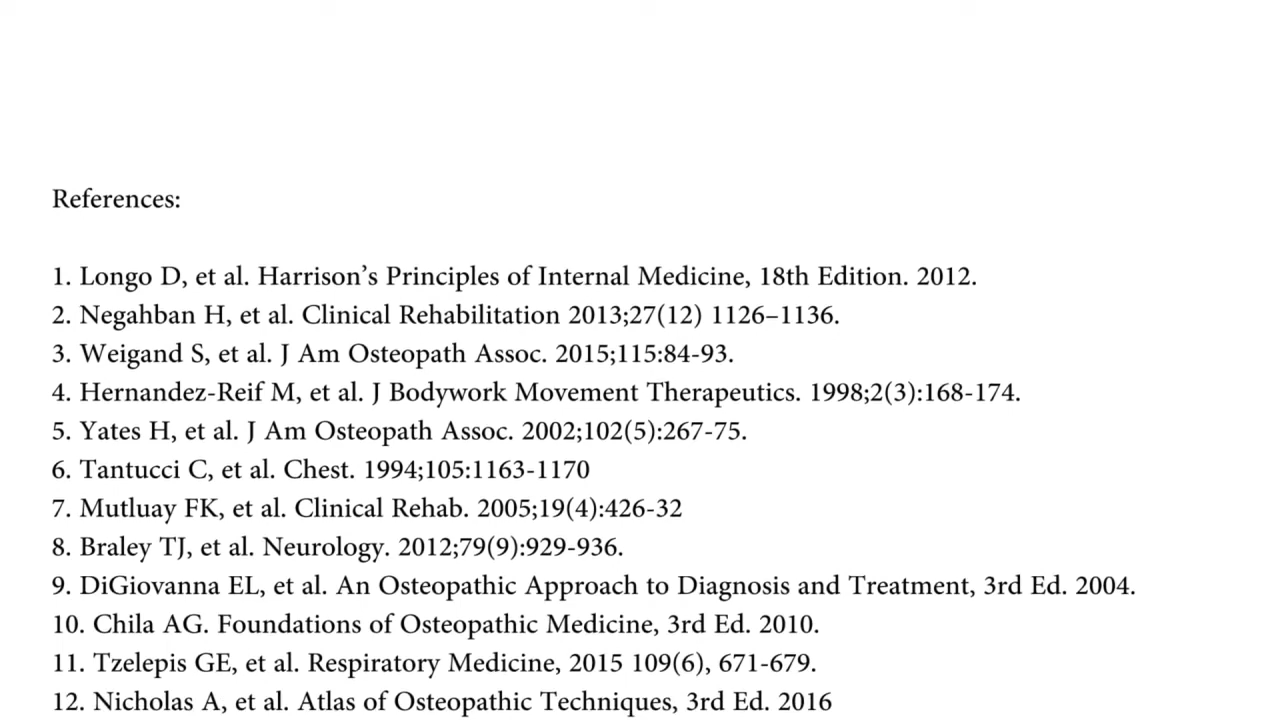 References:
1. Longo D, et al. Harrison’s Principles of Internal Medicine, 18th Edition. 2012.
2. Negahban H, et al. Clinical Rehabilitation 2013;27(12) 1126–1136.
3. Weigand S, et al. J Am Osteopath Assoc. 2015;115:84-93.
4. Hernandez-Reif M, et al. J Bodywork Movement Therapeutics. 1998;2(3):168-174.
5. Yates H, et al. J Am Osteopath Assoc. 2002;102(5):267-75.
6. Tantucci C, et al. Chest. 1994;105:1163-1170
7. Mutluay FK, et al. Clinical Rehab. 2005;19(4):426-32
8. Braley TJ, et al. Neurology. 2012;79(9):929-936.
9. DiGiovanna EL, et al. An Osteopathic Approach to Diagnosis and Treatment, 3rd Ed. 2004.
10. Chila AG. Foundations of Osteopathic Medicine, 3rd Ed. 2010.
11. Tzelepis GE, et al. Respiratory Medicine, 2015 109(6), 671-679.
12. Nicholas A, et al. Atlas of Osteopathic Techniques, 3rd Ed. 2016